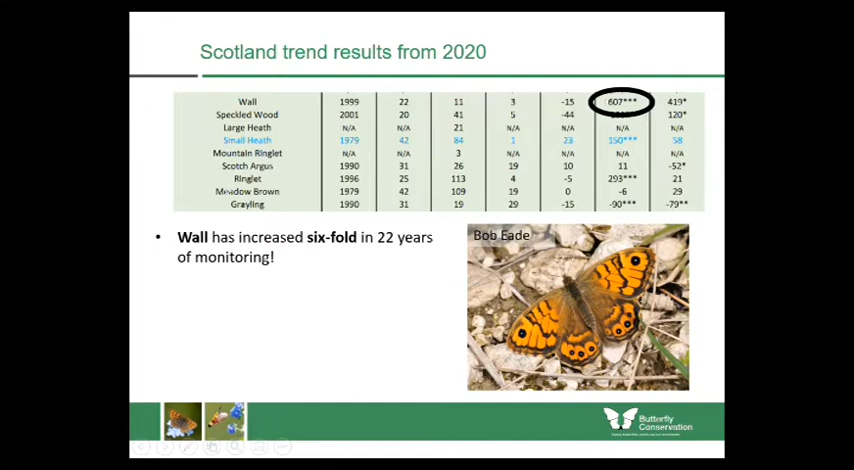 Scotland trend results from 2020
Wall 1999 22 11 3 -15 607*** 419*
Speckled Wood 2001 20 41 5 -44 120*
Large Heath N/A N/A 21 N/A N/A N/A N/A
Small Heath 1979 42 84 1 23 150*** 58
Mountain Ringlet N/A N/A 3 N/A N/A N/A N/A
Scotch Argus 1990 31 26 19 10 11 -52*
Ringlet 1996 25 113 4 -5 293*** 21
Meadow Brown 1979 42 109 19 0 -6 29
Grayling 1990 31 19 29 -15 -90*** -79**
• Wall has increased six-fold in 22 years
of monitoring!
Bob Eade
Butterfly
Conservation